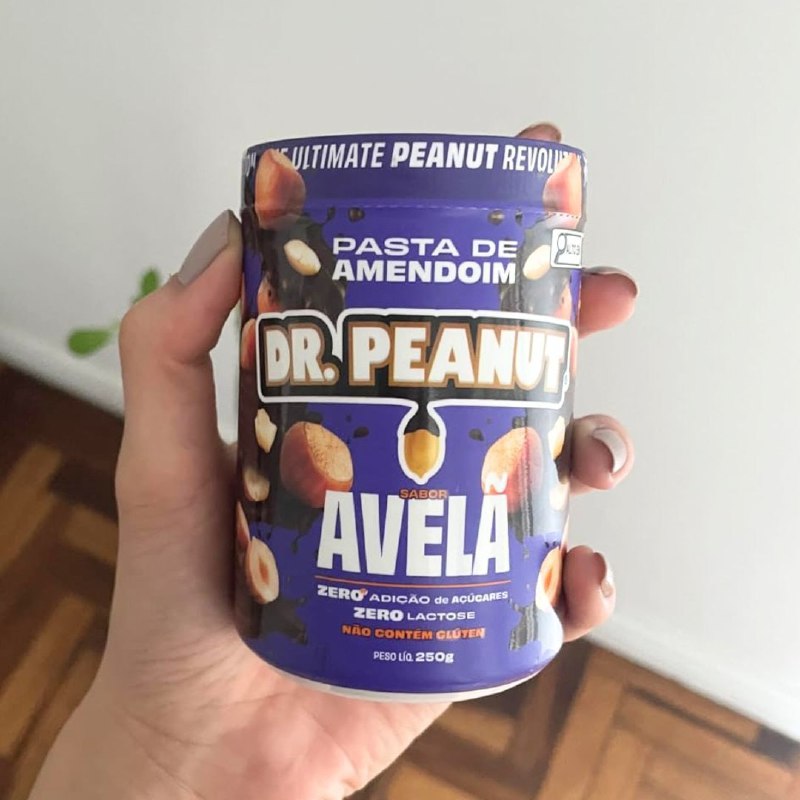 ULTIMATE PEANUT
PASTA DE
AMENDOIM
DR. PEANUT
SABOR
AVELÃ
ZERO ADIÇÃO de AÇÚCARES
ZERO LACTOSE
NÃO CONTÉM GLÚTEN
PESO LÍQ. 250g